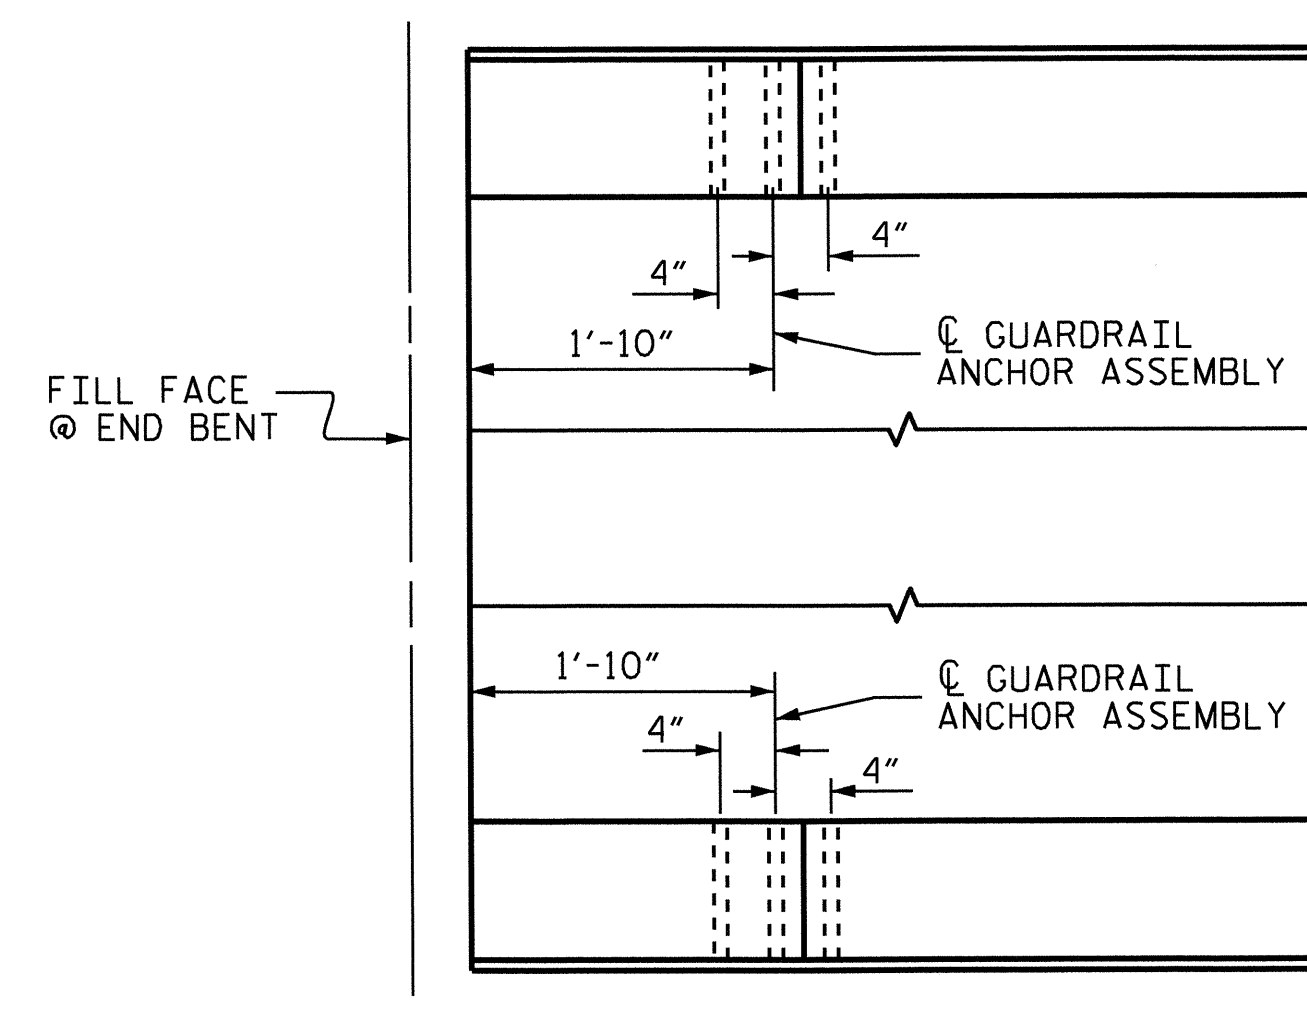 4"
4"
1'-10"
℄ GUARDRAIL
ANCHOR ASSEMBLY
FILL FACE
@ END BENT
1'-10"
℄ GUARDRAIL
ANCHOR ASSEMBLY
4"
4"